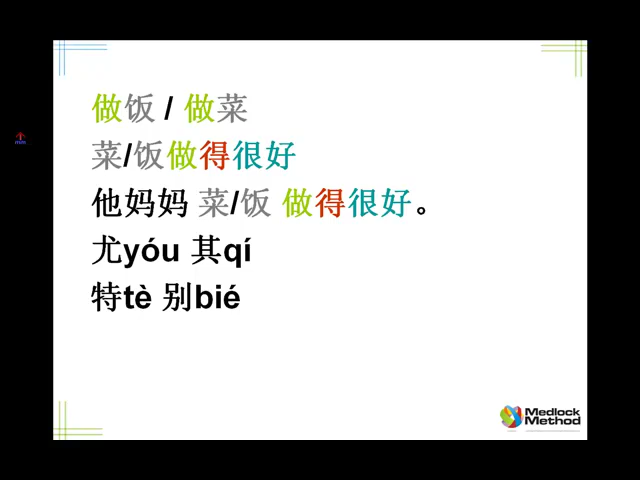 做饭 / 做菜
菜/饭做得很好
他妈妈 菜/饭 做得很好。
尤yóu 其qí
特tè 别bié
Medlock
Method